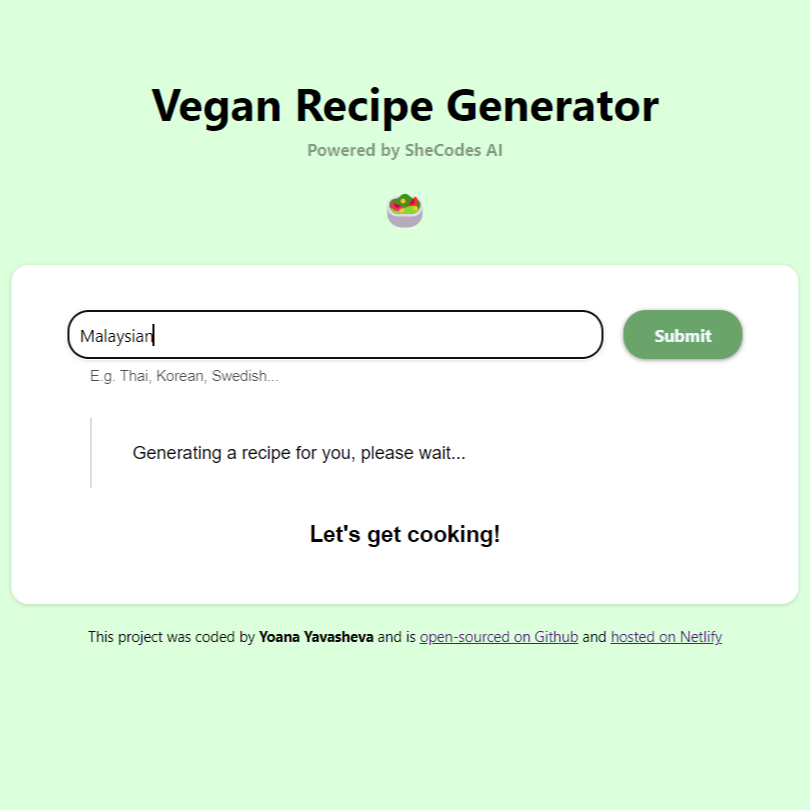 Vegan Recipe Generator
Powered by SheCodes AI
Malaysian
Submit
E.g. Thai, Korean, Swedish...
Generating a recipe for you, please wait...
Let's get cooking!
This project was coded by Yoana Yavasheva and is open-sourced on Github and hosted on Netlify